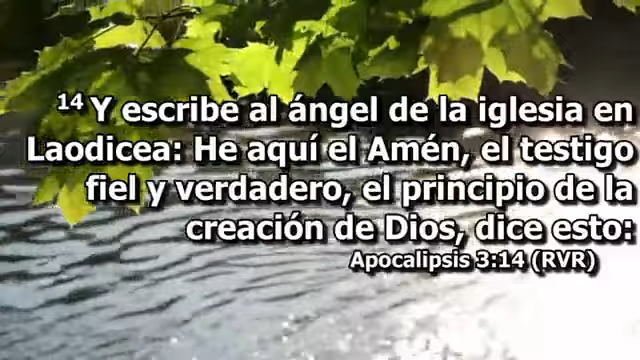 14 Y escribe al ángel de la iglesia en
Laodicea: He aquí el Amén, el testigo
fiel y verdadero, el principio de la
creación de Dios, dice esto:
Apocalipsis 3:14 (RVR)